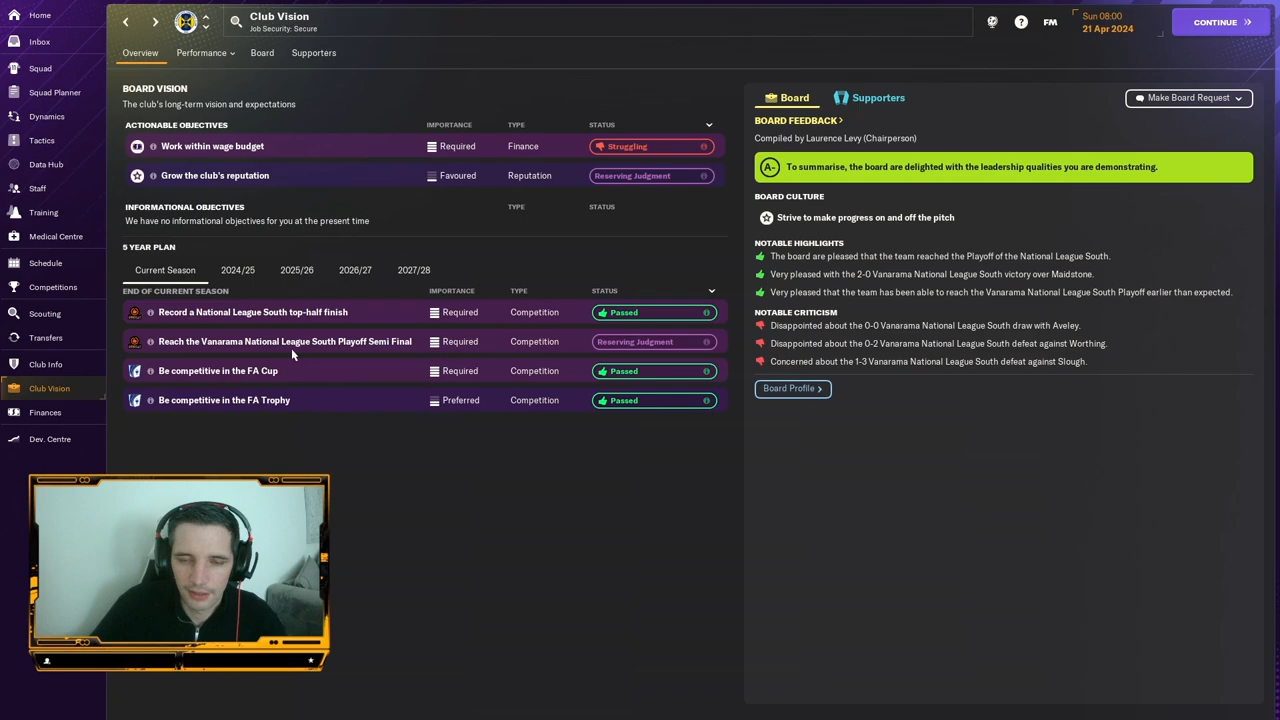 Home
Inbox
Squad
Squad Planner
Dynamics
Tactics
Data Hub
Staff
Training
Medical Centre
Schedule
Competitions
Scouting
Transfers
Club Info
Club Vision
Finances
Dev. Centre
Club Vision
Job Security: Secure
FM
Sun 08:00
21 Apr 2024
CONTINUE
Overview
Performance
Board
Supporters
BOARD VISION
The club's long-term vision and expectations
ACTIONABLE OBJECTIVES IMPORTANCE TYPE STATUS
Work within wage budget Required Finance Struggling
Grow the club's reputation Favoured Reputation Reserving Judgment
INFORMATIONAL OBJECTIVES TYPE STATUS
We have no informational objectives for you at the present time
5 YEAR PLAN
Current Season 2024/25 2025/26 2026/27 2027/28
END OF CURRENT SEASON IMPORTANCE TYPE STATUS
Record a National League South top-half finish Required Competition Passed
Reach the Vanarama National League South Playoff Semi Final Required Competition Reserving Judgment
Be competitive in the FA Cup Required Competition Passed
Be competitive in the FA Trophy Preferred Competition Passed
Board
Supporters
Make Board Request
BOARD FEEDBACK
Compiled by Laurence Levy (Chairperson)
A- To summarise, the board are delighted with the leadership qualities you are demonstrating.
BOARD CULTURE
Strive to make progress on and off the pitch
NOTABLE HIGHLIGHTS
The board are pleased that the team reached the Playoff of the National League South.
Very pleased with the 2-0 Vanarama National League South victory over Maidstone.
Very pleased that the team has been able to reach the Vanarama National League South Playoff earlier than expected.
NOTABLE CRITICISM
Disappointed about the 0-0 Vanarama National League South draw with Aveley.
Disappointed about the 0-2 Vanarama National League South defeat against Worthing.
Concerned about the 1-3 Vanarama National League South defeat against Slough.
Board Profile